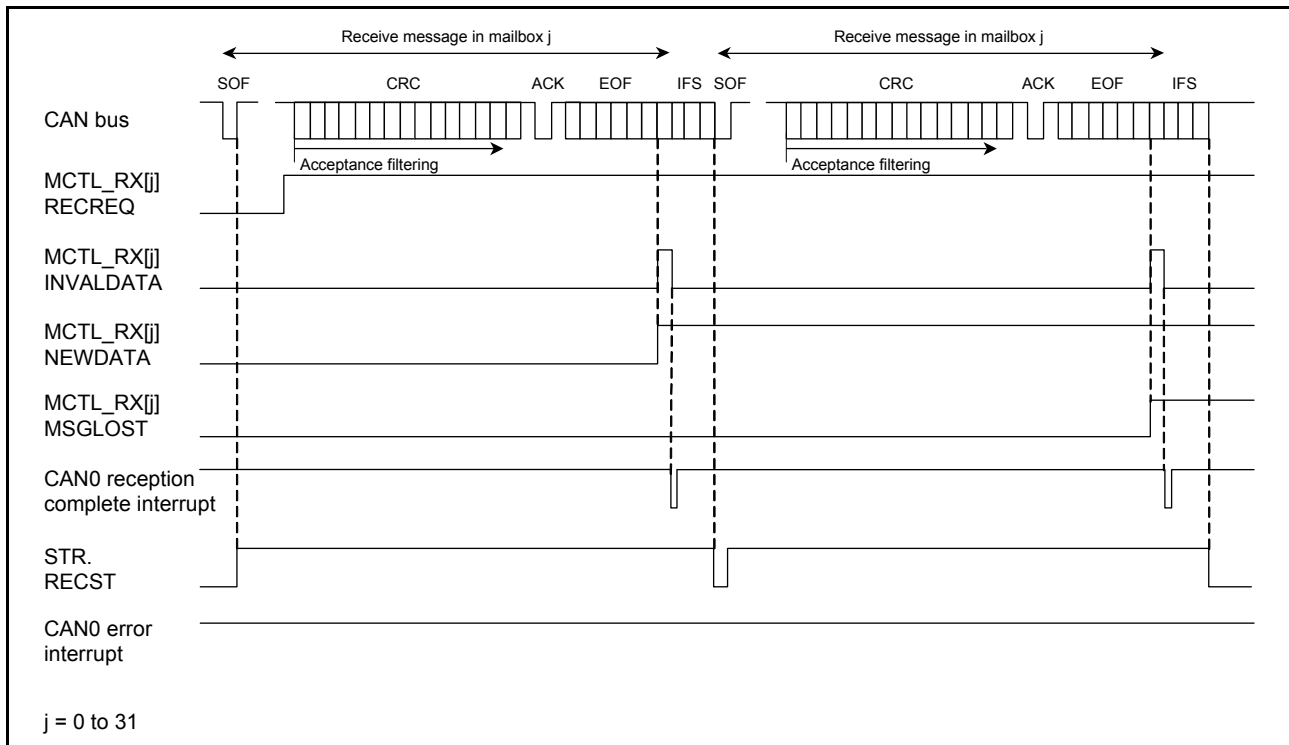 Receive message in mailbox j Receive message in mailbox j
SOF CRC ACK EOF IFS SOF CRC ACK EOF IFS
CAN bus
Acceptance filtering Acceptance filtering
MCTL_RX[j]
RECREQ
MCTL_RX[j]
INVALDATA
MCTL_RX[j]
NEWDATA
MCTL_RX[j]
MSGLOST
CAN0 reception
complete interrupt
STR.
RECST
CAN0 error
interrupt
j = 0 to 31